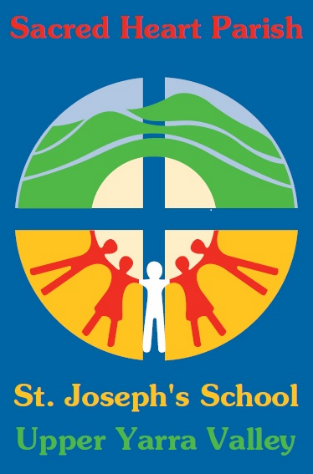 Sacred Heart Parish
St. Joseph's School
Upper Yarra Valley